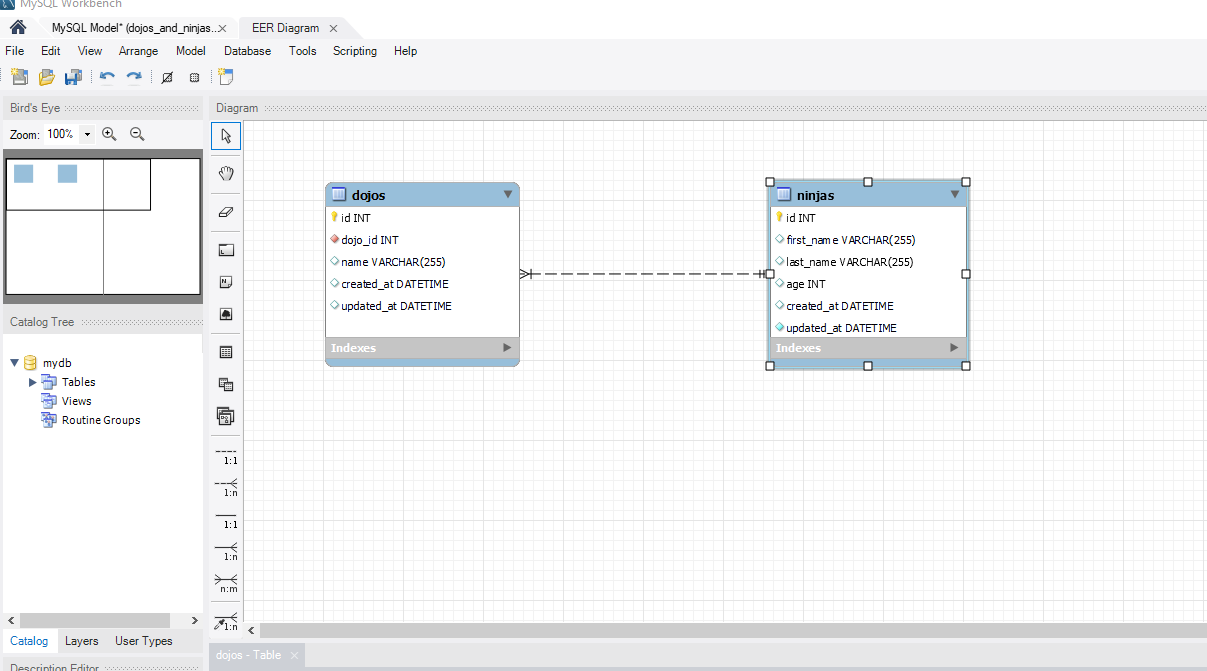 MySQL Workbench
MySQL Model* (dojos_and_ninjas... × EER Diagram ×
File Edit View Arrange Model Database Tools Scripting Help
Bird's Eye
Diagram
Zoom: 100%
dojos
id INT
dojo_id INT
name VARCHAR(255)
created_at DATETIME
updated_at DATETIME
Indexes
ninjas
id INT
first_name VARCHAR(255)
last_name VARCHAR(255)
age INT
created_at DATETIME
updated_at DATETIME
Indexes
Catalog Tree
mydb
Tables
Views
Routine Groups
1:1
1:n
1:1
1:n
n:m
1:n
Catalog Layers User Types
dojos - Table ×
Description Editor